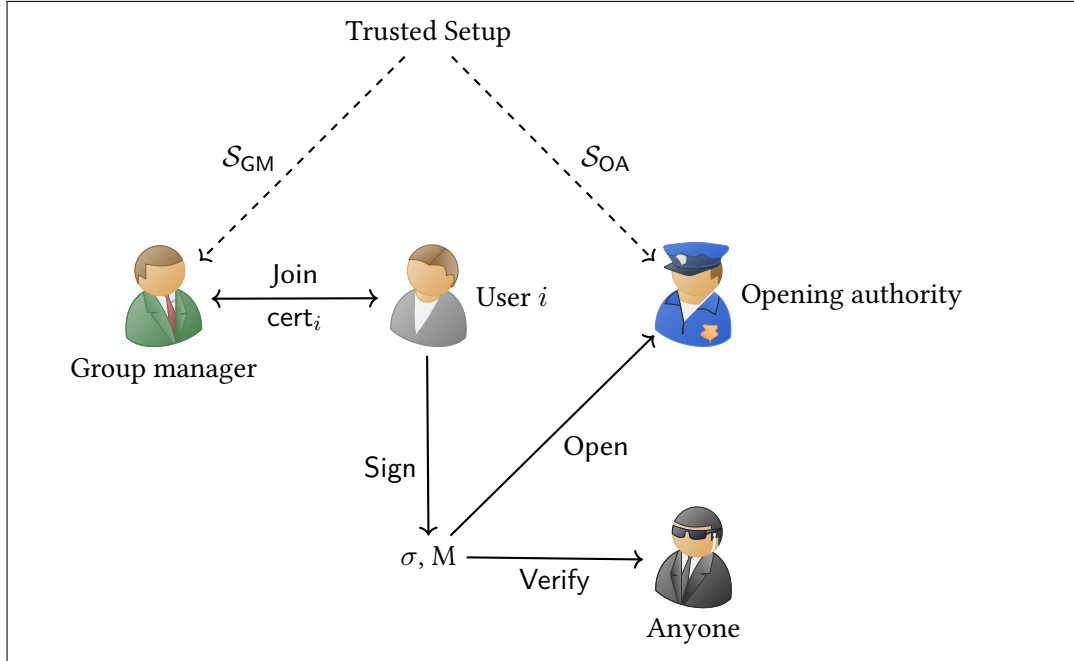 Trusted Setup
𝒮GM
𝒮OA
Join
certᵢ
User i
Opening authority
Group manager
Sign
Open
σ, M
Verify
Anyone